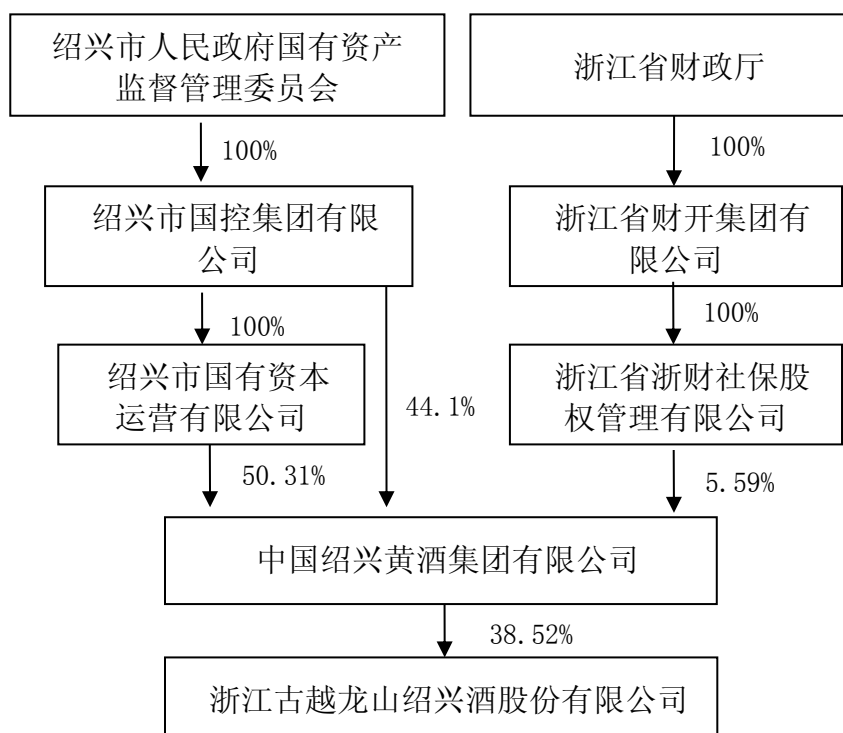 绍兴市人民政府国有资产
监督管理委员会
浙江省财政厅
100%
100%
绍兴市国控集团有限
公司
浙江省财开集团有
限公司
100%
100%
绍兴市国有资本
运营有限公司
44.1%
浙江省浙财社保股
权管理有限公司
50.31%
5.59%
中国绍兴黄酒集团有限公司
38.52%
浙江古越龙山绍兴酒股份有限公司